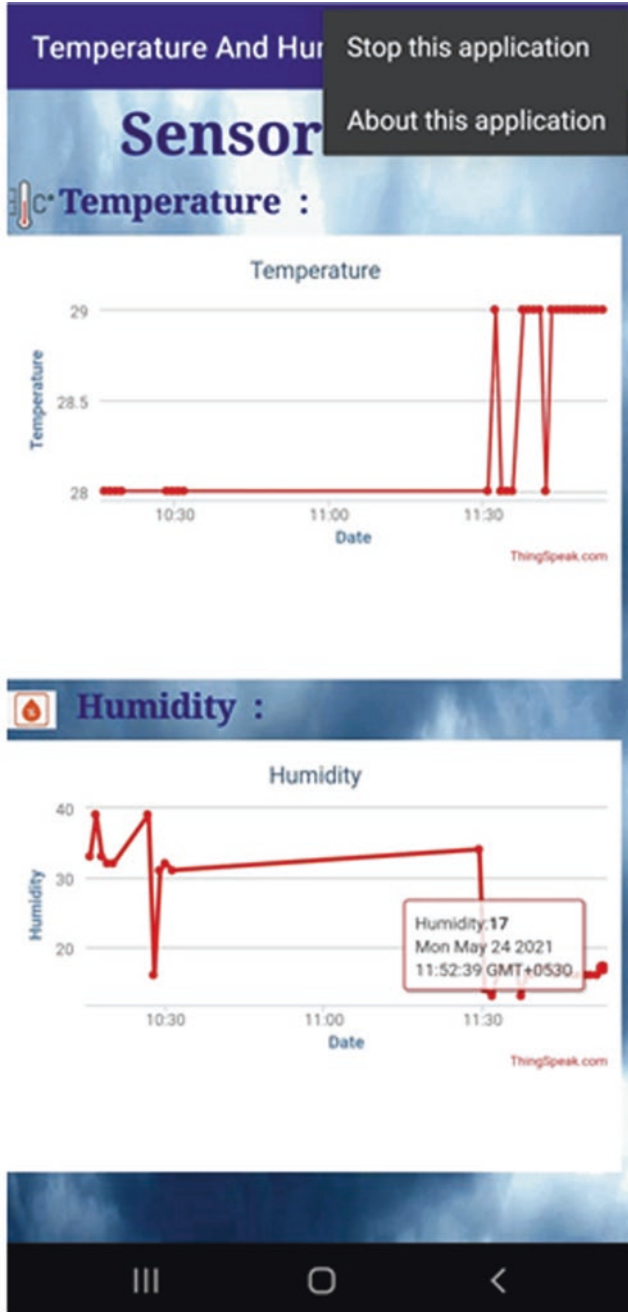 Temperature And Hu
Stop this application
About this application
Sensor
C° Temperature :
Temperature
29
28.5
28
Temperature
10:30 11:00 11:30
Date
ThingSpeak.com
%
Humidity :
Humidity
40
30
20
Humidity
Humidity:17
Mon May 24 2021
11:52:39 GMT+0530
10:30 11:00 11:30
Date
ThingSpeak.com